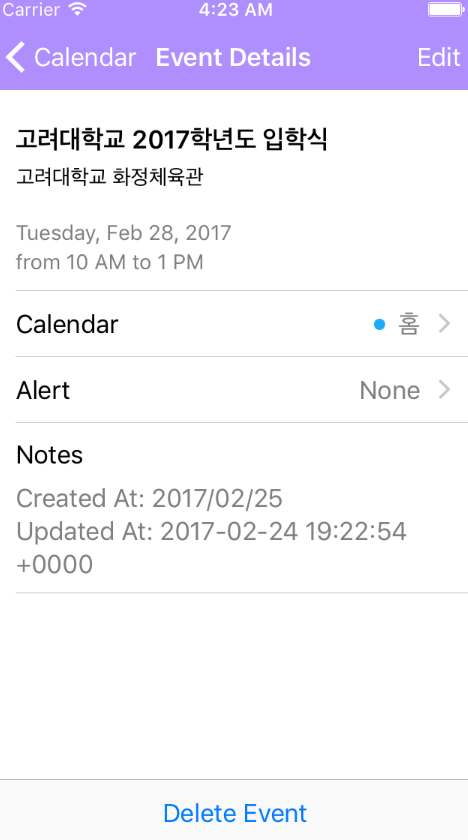 Carrier 4:23 AM
Calendar Event Details Edit
고려대학교 2017학년도 입학식
고려대학교 화정체육관
Tuesday, Feb 28, 2017
from 10 AM to 1 PM
Calendar 홈
Alert None
Notes
Created At: 2017/02/25
Updated At: 2017-02-24 19:22:54
+0000
Delete Event